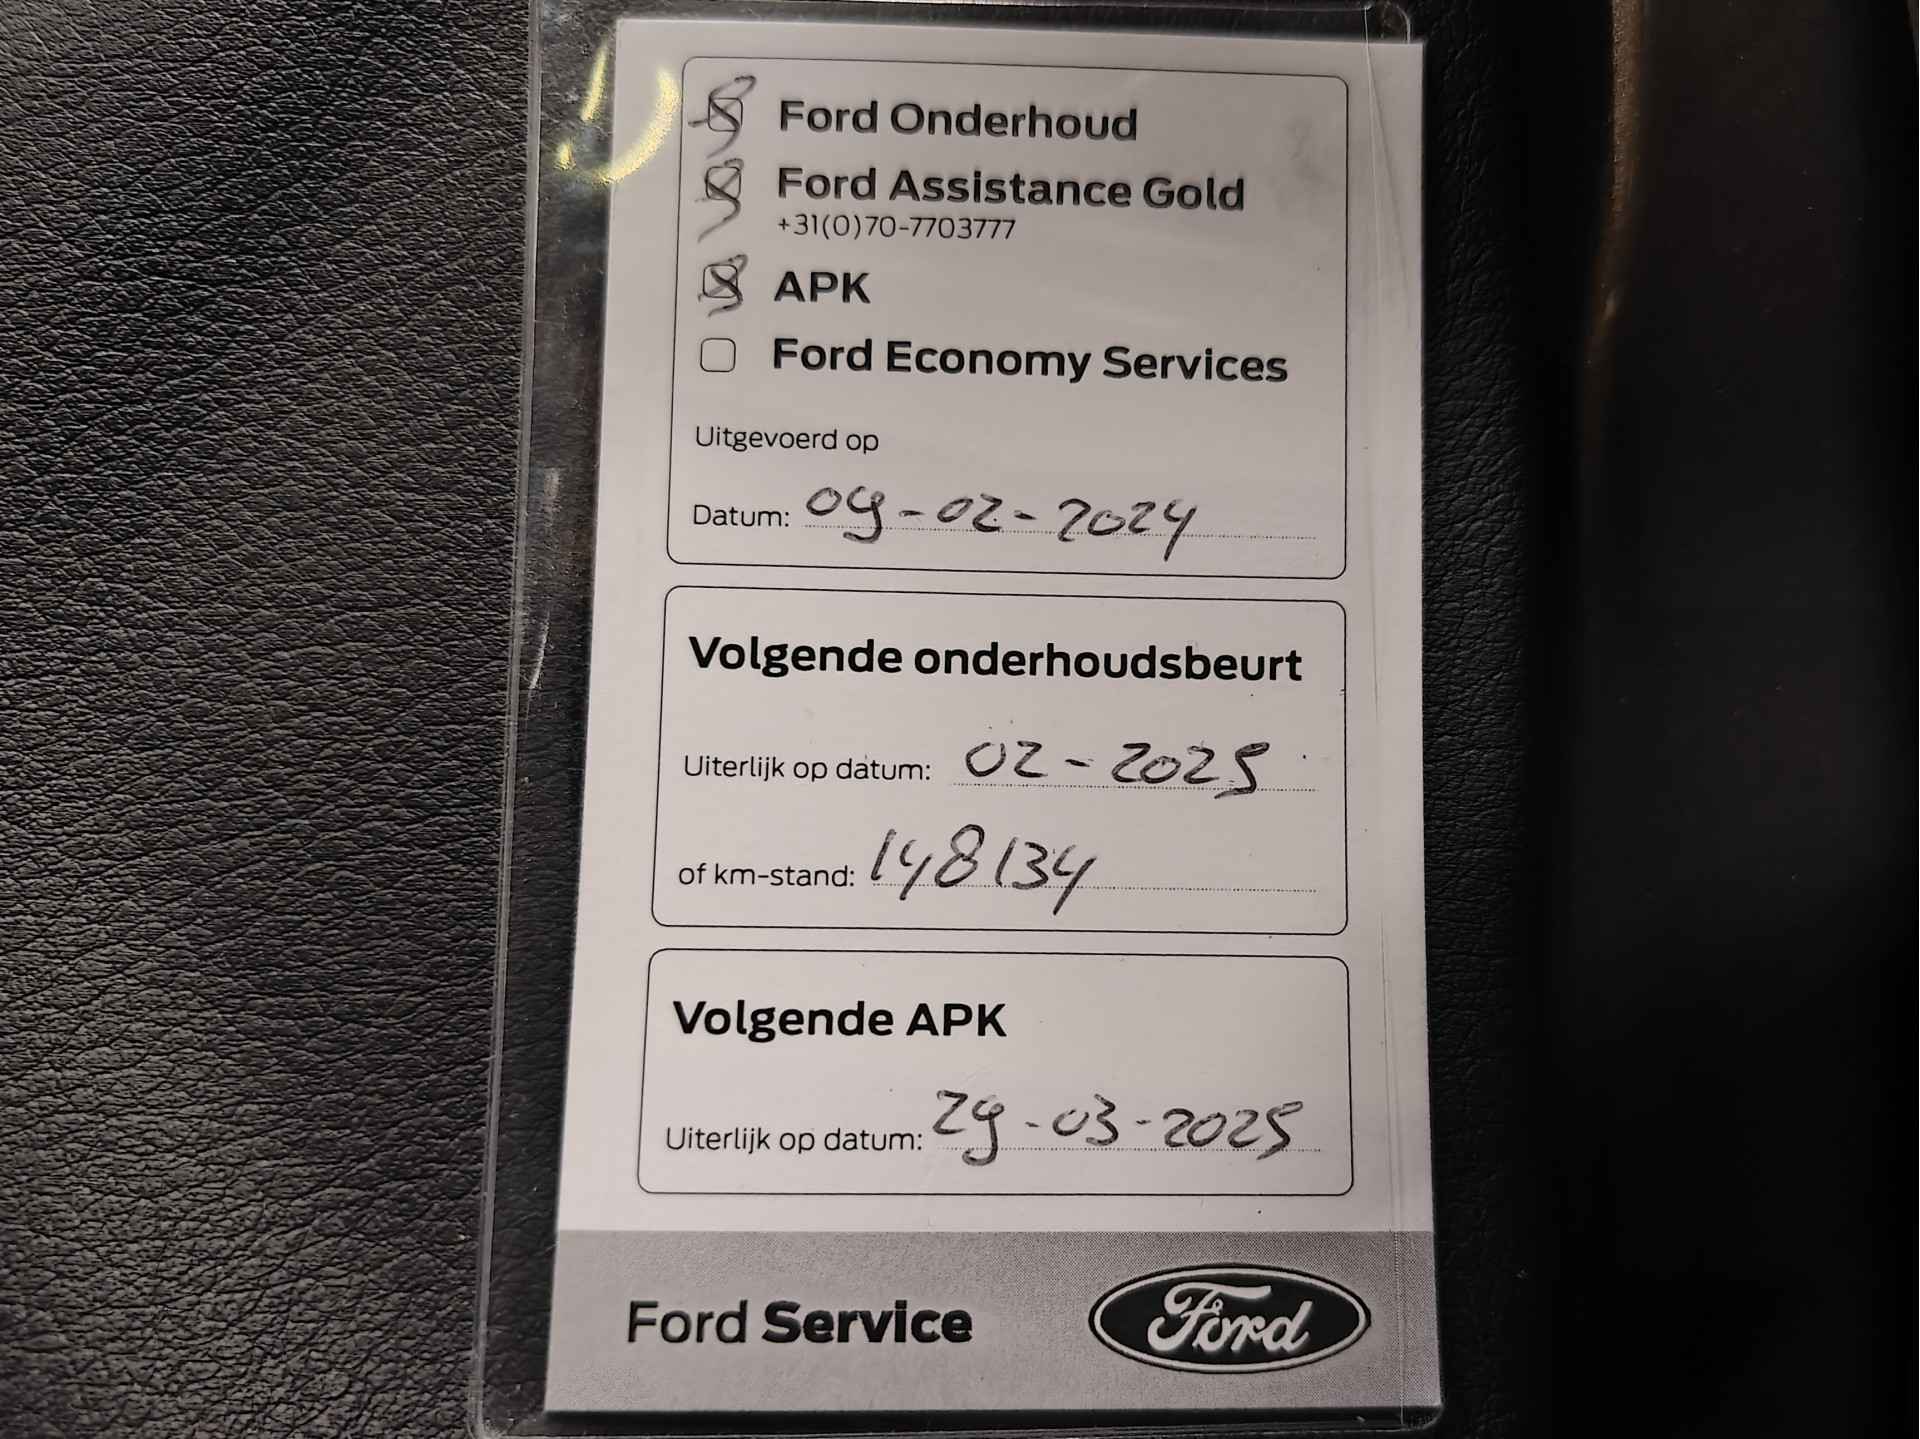 Ford Onderhoud
Ford Assistance Gold
+31(0)70-7703777
APK
Ford Economy Services
Uitgevoerd op
Datum: 09-02-2024
Volgende onderhoudsbeurt
Uiterlijk op datum: 02-2025
of km-stand: 148134
Volgende APK
Uiterlijk op datum: 29-03-2025
Ford Service
Ford